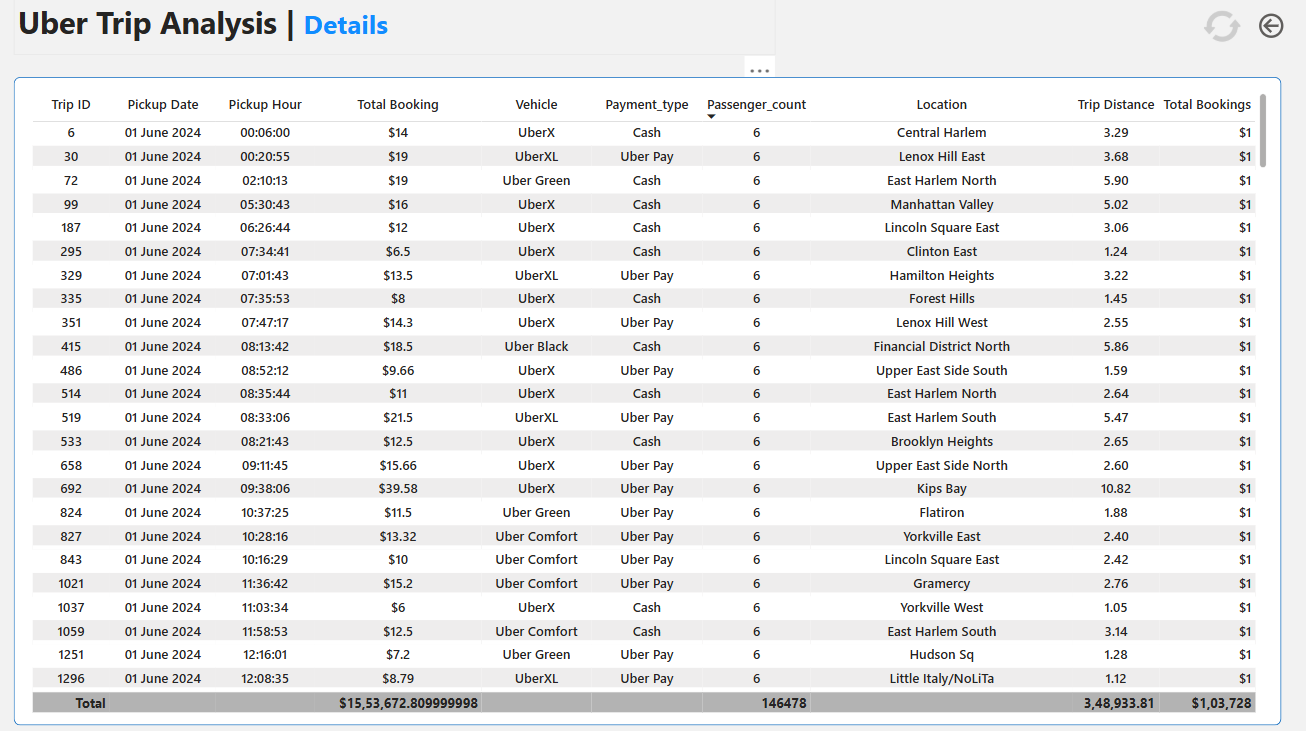 Uber Trip Analysis | Details
...
Trip ID Pickup Date Pickup Hour Total Booking Vehicle Payment_type Passenger_count Location Trip Distance Total Bookings
6 01 June 2024 00:06:00 $14 UberX Cash 6 Central Harlem 3.29 $1
30 01 June 2024 00:20:55 $19 UberXL Uber Pay 6 Lenox Hill East 3.68 $1
72 01 June 2024 02:10:13 $19 Uber Green Cash 6 East Harlem North 5.90 $1
99 01 June 2024 05:30:43 $16 UberX Cash 6 Manhattan Valley 5.02 $1
187 01 June 2024 06:26:44 $12 UberX Cash 6 Lincoln Square East 3.06 $1
295 01 June 2024 07:34:41 $6.5 UberX Cash 6 Clinton East 1.24 $1
329 01 June 2024 07:01:43 $13.5 UberXL Uber Pay 6 Hamilton Heights 3.22 $1
335 01 June 2024 07:35:53 $8 UberX Cash 6 Forest Hills 1.45 $1
351 01 June 2024 07:47:17 $14.3 UberX Uber Pay 6 Lenox Hill West 2.55 $1
415 01 June 2024 08:13:42 $18.5 Uber Black Cash 6 Financial District North 5.86 $1
486 01 June 2024 08:52:12 $9.66 UberX Uber Pay 6 Upper East Side South 1.59 $1
514 01 June 2024 08:35:44 $11 UberX Cash 6 East Harlem North 2.64 $1
519 01 June 2024 08:33:06 $21.5 UberXL Uber Pay 6 East Harlem South 5.47 $1
533 01 June 2024 08:21:43 $12.5 UberX Cash 6 Brooklyn Heights 2.65 $1
658 01 June 2024 09:11:45 $15.66 UberX Uber Pay 6 Upper East Side North 2.60 $1
692 01 June 2024 09:38:06 $39.58 UberX Uber Pay 6 Kips Bay 10.82 $1
824 01 June 2024 10:37:25 $11.5 Uber Green Uber Pay 6 Flatiron 1.88 $1
827 01 June 2024 10:28:16 $13.32 Uber Comfort Uber Pay 6 Yorkville East 2.40 $1
843 01 June 2024 10:16:29 $10 Uber Comfort Uber Pay 6 Lincoln Square East 2.42 $1
1021 01 June 2024 11:36:42 $15.2 Uber Comfort Uber Pay 6 Gramercy 2.76 $1
1037 01 June 2024 11:03:34 $6 UberX Cash 6 Yorkville West 1.05 $1
1059 01 June 2024 11:58:53 $12.5 Uber Comfort Cash 6 East Harlem South 3.14 $1
1251 01 June 2024 12:16:01 $7.2 Uber Green Uber Pay 6 Hudson Sq 1.28 $1
1296 01 June 2024 12:08:35 $8.79 UberXL Uber Pay 6 Little Italy/NoLiTa 1.12 $1
Total $15,53,672.809999998 146478 3,48,933.81 $1,03,728